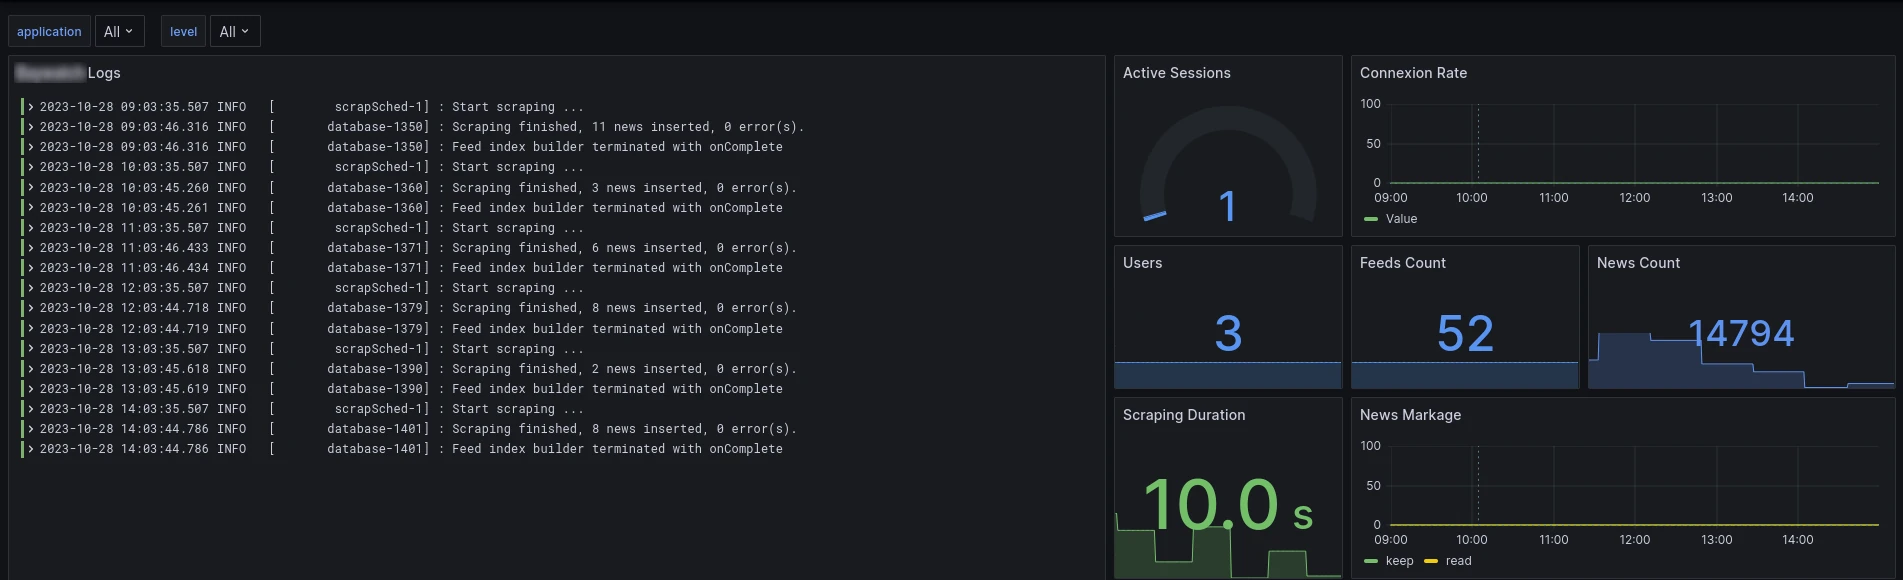 application All level All
Logs
2023-10-28 09:03:35.507 INFO [ scrapSched-1] : Start scraping ...
2023-10-28 09:03:46.316 INFO [ database-1350] : Scraping finished, 11 news inserted, 0 error(s).
2023-10-28 09:03:46.316 INFO [ database-1350] : Feed index builder terminated with onComplete
2023-10-28 10:03:35.507 INFO [ scrapSched-1] : Start scraping ...
2023-10-28 10:03:45.260 INFO [ database-1360] : Scraping finished, 3 news inserted, 0 error(s).
2023-10-28 10:03:45.261 INFO [ database-1360] : Feed index builder terminated with onComplete
2023-10-28 11:03:35.507 INFO [ scrapSched-1] : Start scraping ...
2023-10-28 11:03:46.433 INFO [ database-1371] : Scraping finished, 6 news inserted, 0 error(s).
2023-10-28 11:03:46.434 INFO [ database-1371] : Feed index builder terminated with onComplete
2023-10-28 12:03:35.507 INFO [ scrapSched-1] : Start scraping ...
2023-10-28 12:03:44.718 INFO [ database-1379] : Scraping finished, 8 news inserted, 0 error(s).
2023-10-28 12:03:44.719 INFO [ database-1379] : Feed index builder terminated with onComplete
2023-10-28 13:03:35.507 INFO [ scrapSched-1] : Start scraping ...
2023-10-28 13:03:45.618 INFO [ database-1390] : Scraping finished, 2 news inserted, 0 error(s).
2023-10-28 13:03:45.619 INFO [ database-1390] : Feed index builder terminated with onComplete
2023-10-28 14:03:35.507 INFO [ scrapSched-1] : Start scraping ...
2023-10-28 14:03:44.786 INFO [ database-1401] : Scraping finished, 8 news inserted, 0 error(s).
2023-10-28 14:03:44.786 INFO [ database-1401] : Feed index builder terminated with onComplete
Active Sessions
1
Connexion Rate
100
50
0
09:00 10:00 11:00 12:00 13:00 14:00
Value
Users
3
Feeds Count
52
News Count
14794
Scraping Duration
10.0 s
News Markage
100
50
0
09:00 10:00 11:00 12:00 13:00 14:00
keep read